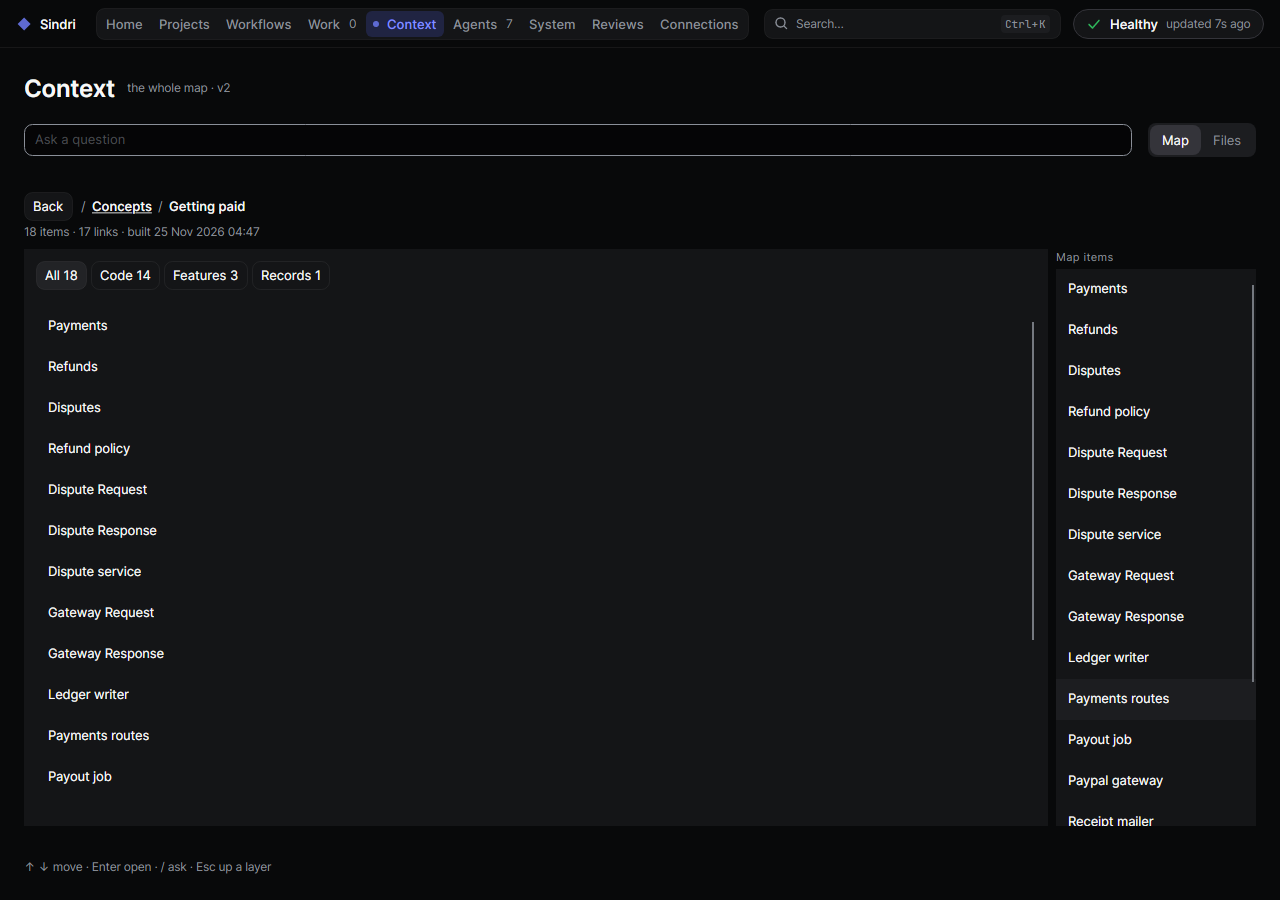 Sindri Home Projects Workflows Work 0 Context Agents 7 System Reviews Connections Search... Ctrl+K Healthy updated 7s ago
Context the whole map · v2
Ask a question Map Files
Back / Concepts / Getting paid
18 items · 17 links · built 25 Nov 2026 04:47
Map items
All 18 Code 14 Features 3 Records 1
Payments
Refunds
Disputes
Refund policy
Dispute Request
Dispute Response
Dispute service
Gateway Request
Gateway Response
Ledger writer
Payments routes
Payout job
Payments
Refunds
Disputes
Refund policy
Dispute Request
Dispute Response
Dispute service
Gateway Request
Gateway Response
Ledger writer
Payments routes
Payout job
Paypal gateway
Receipt mailer
↑ ↓ move · Enter open · / ask · Esc up a layer